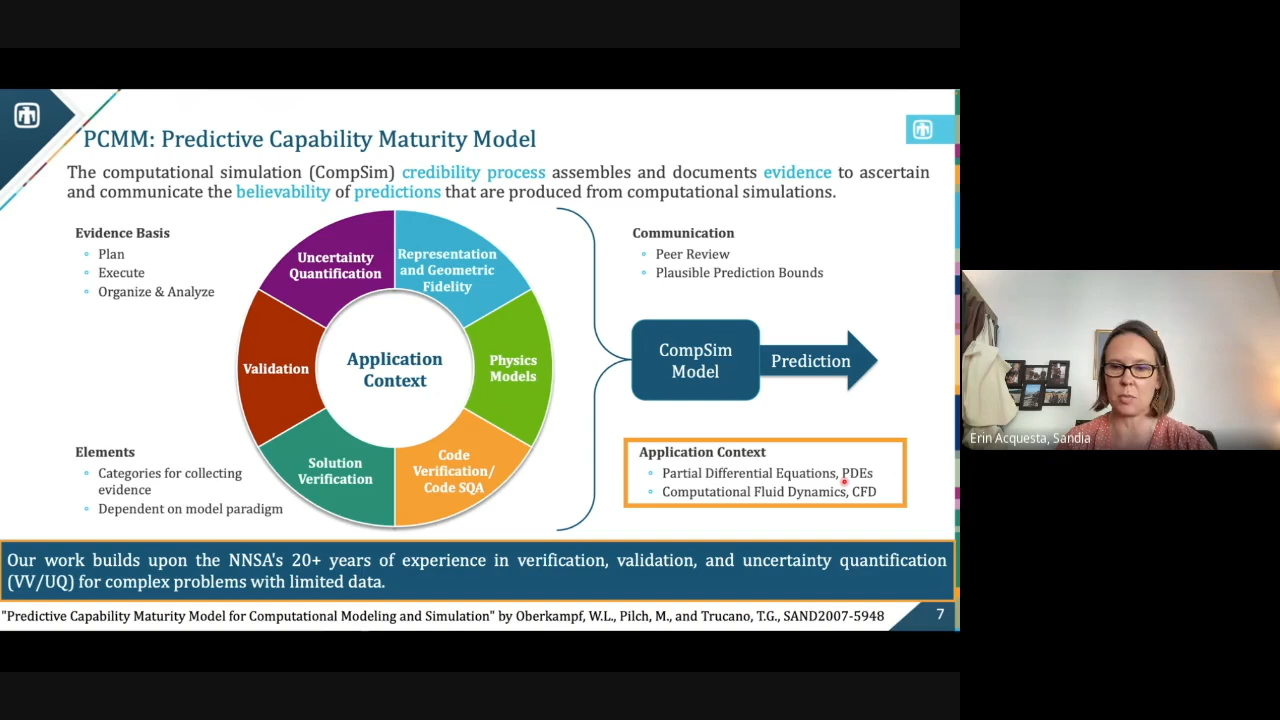 PCMM: Predictive Capability Maturity Model
The computational simulation (CompSim) credibility process assembles and documents evidence to ascertain
and communicate the believability of predictions that are produced from computational simulations.
Evidence Basis
Plan
Execute
Organize & Analyze
Uncertainty
Quantification
Representation
and Geometric
Fidelity
Validation
Application
Context
Physics
Models
Solution
Verification
Code
Verification/
Code SQA
Elements
Categories for collecting
evidence
Dependent on model paradigm
Communication
Peer Review
Plausible Prediction Bounds
CompSim
Model
Prediction
Application Context
Partial Differential Equations, PDEs
Computational Fluid Dynamics, CFD
Our work builds upon the NNSA's 20+ years of experience in verification, validation, and uncertainty quantification
(VV/UQ) for complex problems with limited data.
"Predictive Capability Maturity Model for Computational Modeling and Simulation" by Oberkampf, W.L., Pilch, M., and Trucano, T.G., SAND2007-5948
7
Erin Acquesta, Sandia